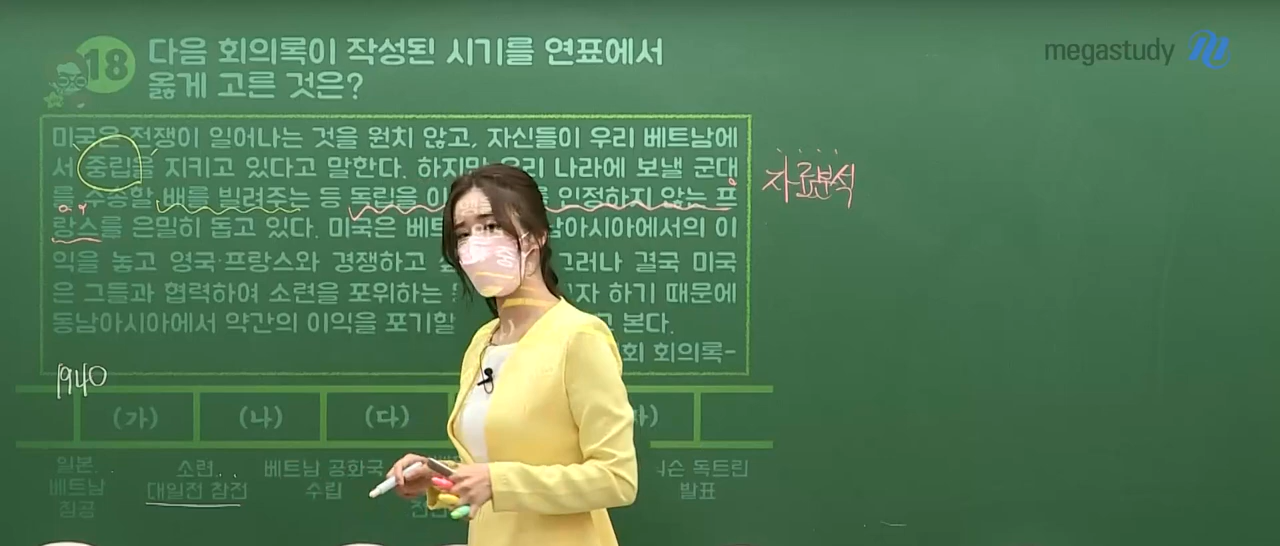 megastudy
18 다음 회의록이 작성된 시기를 연표에서
옳게 고른 것은?
미국은 전쟁이 일어나는 것을 원치 않고, 자신들이 우리 베트남에
서 중립을 지키고 있다고 말한다. 하지만 우리 나라에 보낼 군대
를 수송할 배를 빌려주는 등 독립을 인정하지 않는 프
랑스를 은밀히 돕고 있다. 미국은 남아시아에서의 이
익을 놓고 영국·프랑스와 경쟁하고 그러나 결국 미국
은 그들과 협력하여 소련을 포위하는 하기 때문에
동남아시아에서 약간의 이익을 포기할 본다.
회의록-
자료분석
1940
(가) (나) (다)
일본, 베트남 침공
소련, 대일전 참전
베트남 공화국 수립
독트린 발표